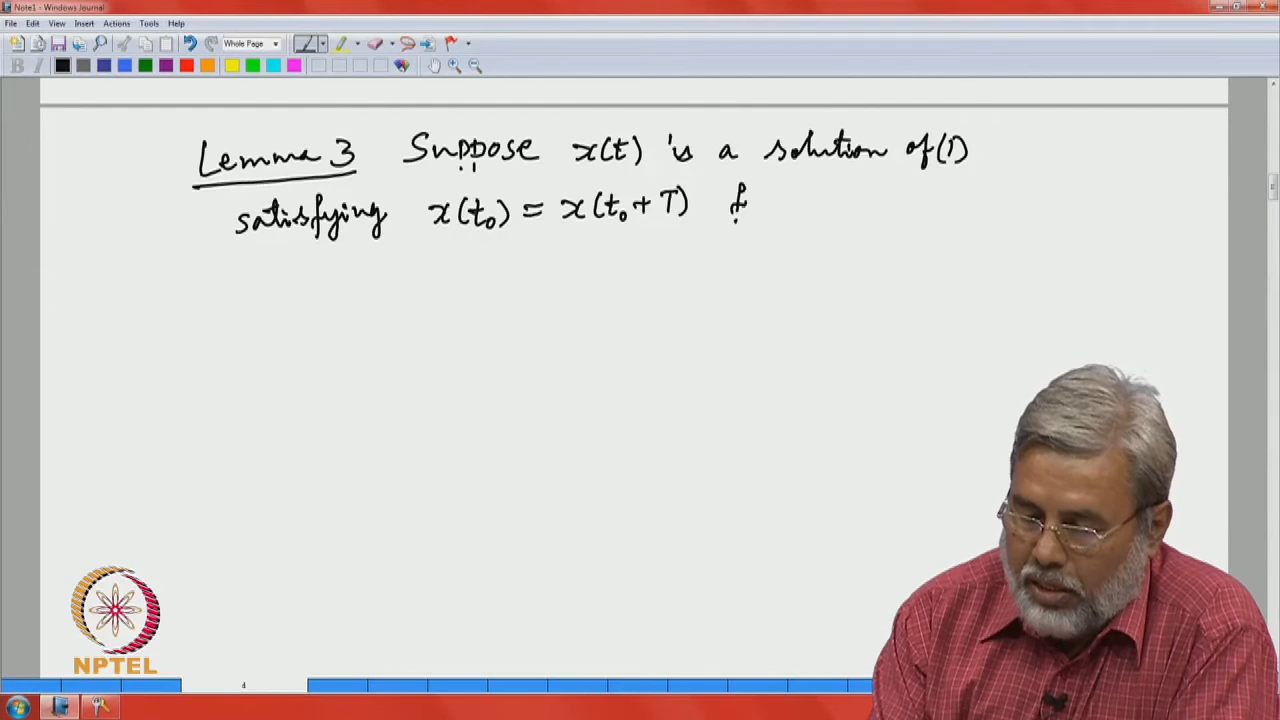 Note1 - Windows Journal
File Edit View Insert Actions Tools Help
Whole Page
Lemma 3 Suppose x(t) is a solution of (1)
satisfying x(t₀) = x(t₀ + T) f
NPTEL
4